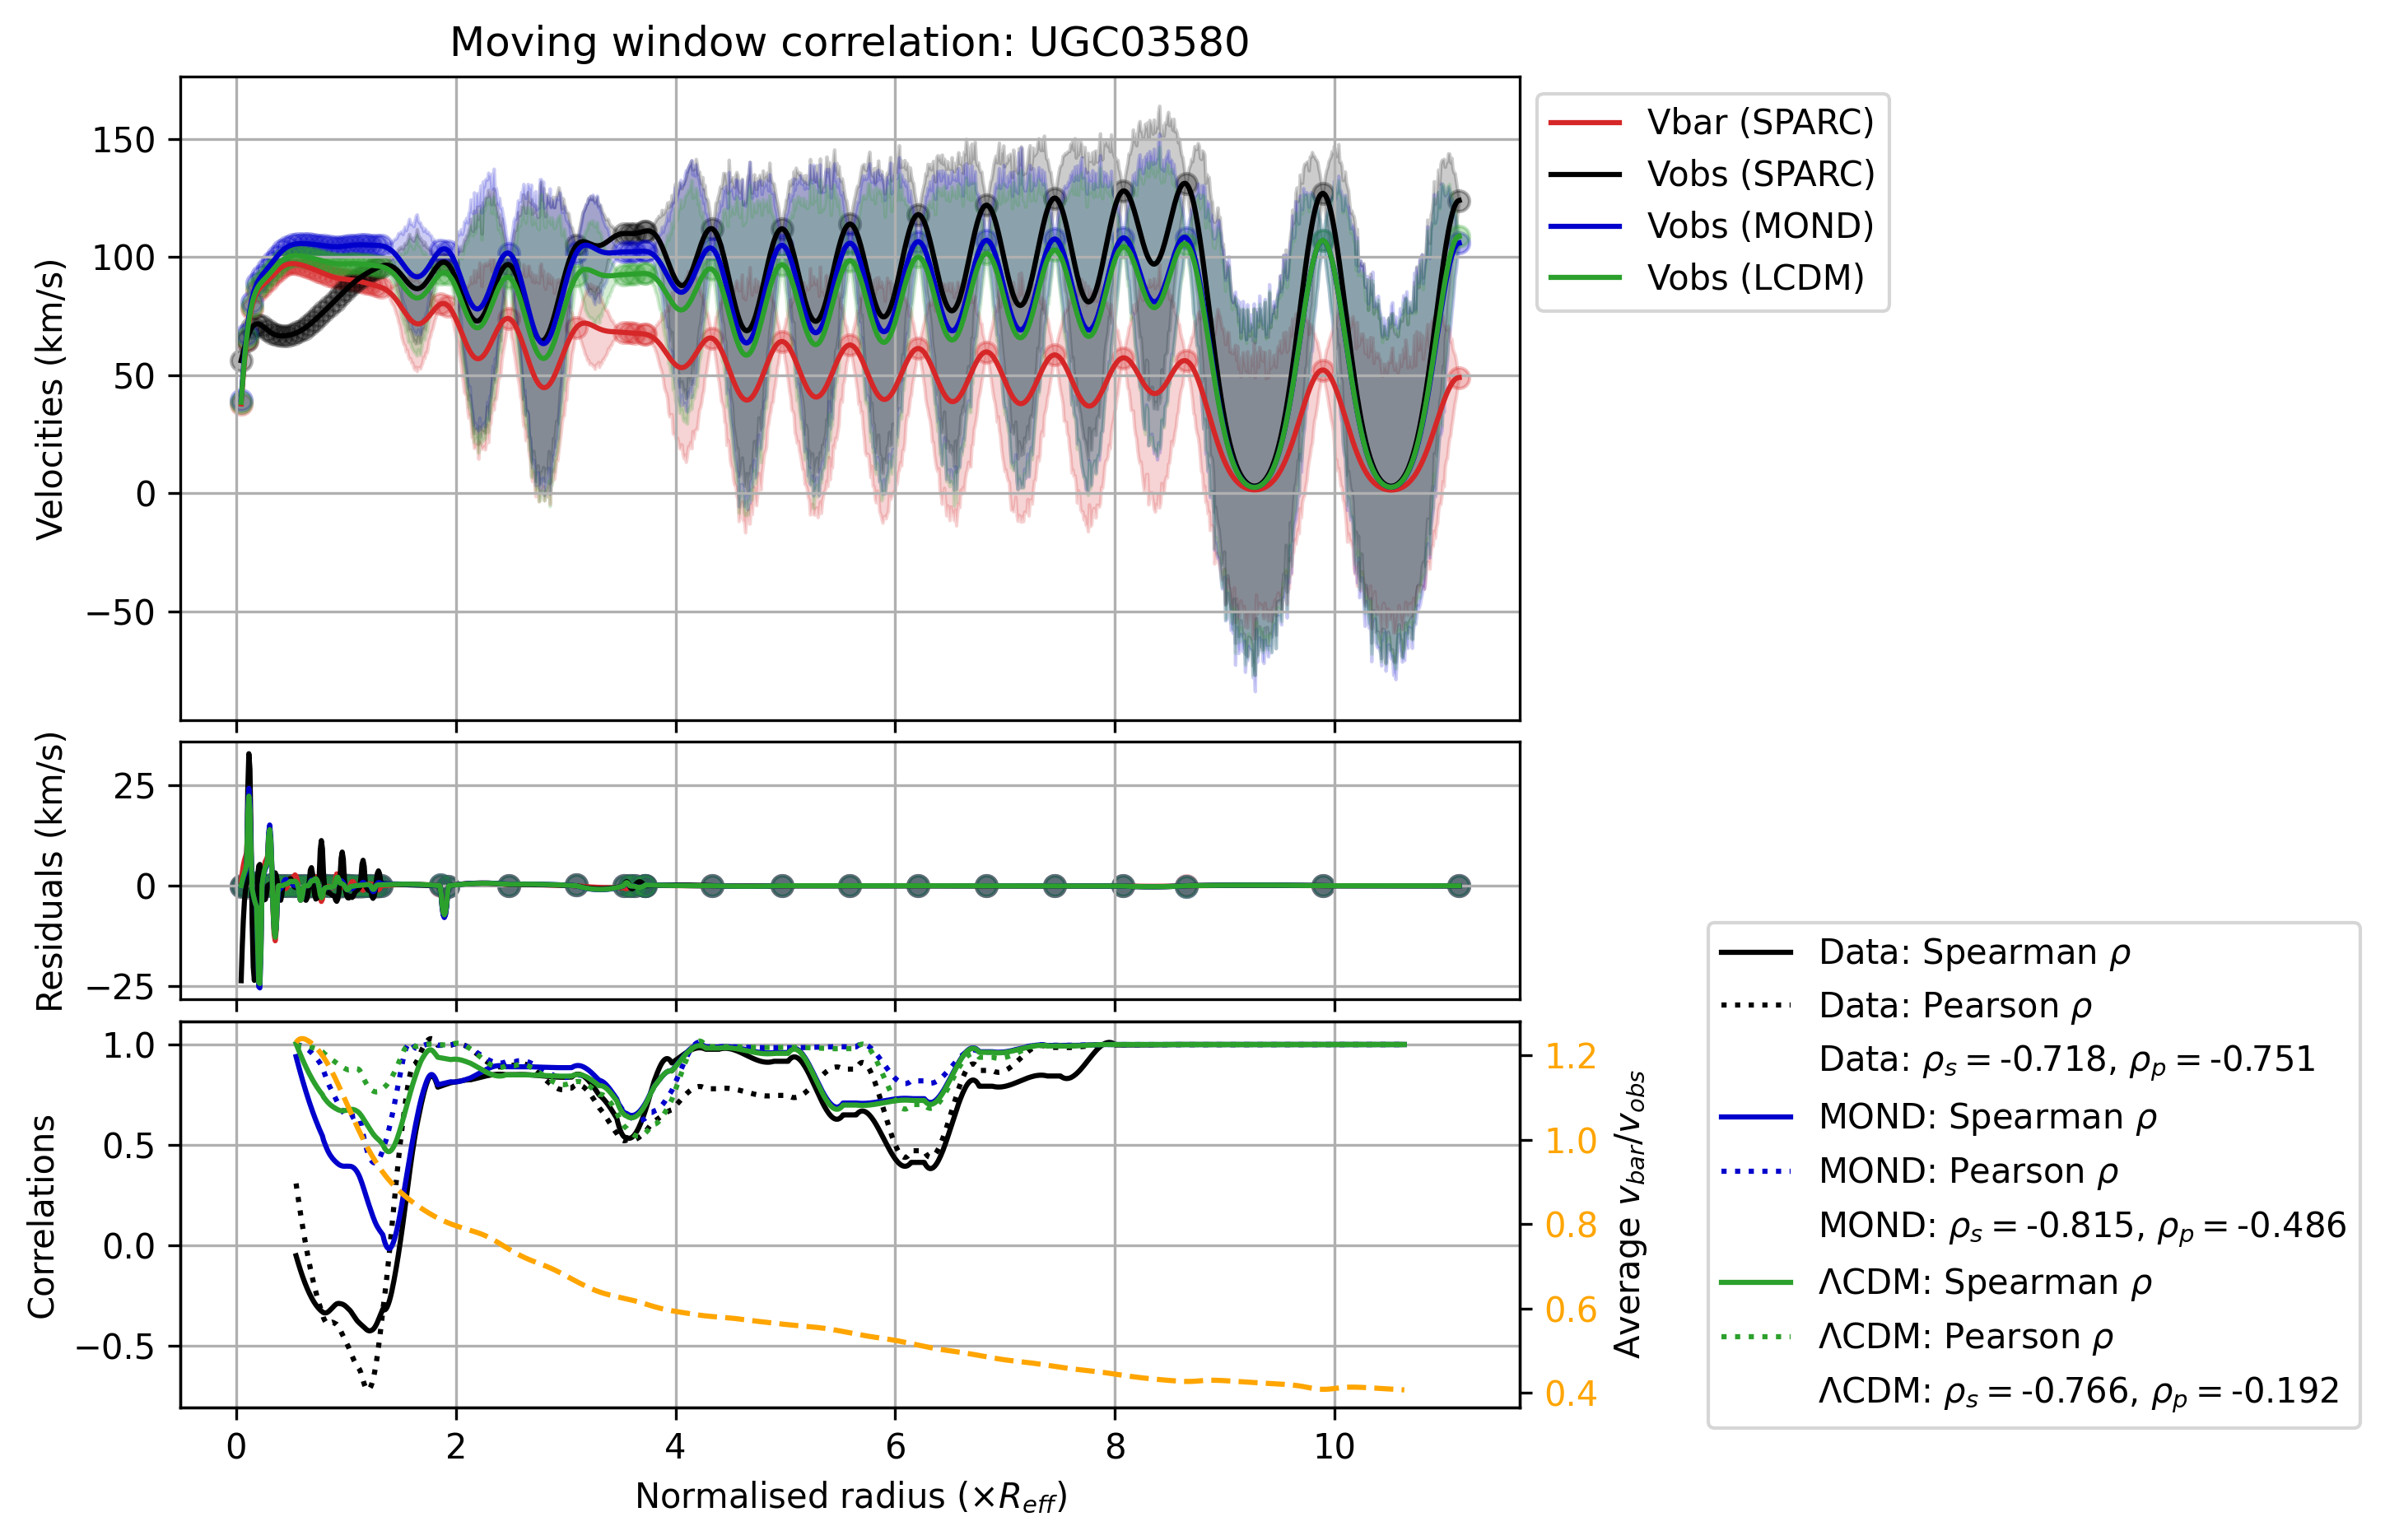 Moving window correlation: UGC03580
Velocities (km/s)
150
100
50
0
−50
Vbar (SPARC)
Vobs (SPARC)
Vobs (MOND)
Vobs (LCDM)
Residuals (km/s)
25
0
−25
Correlations
1.0
0.5
0.0
−0.5
1.2
1.0
0.8
0.6
0.4
Average v_bar/v_obs
0 2 4 6 8 10
Normalised radius (×R_eff)
Data: Spearman ρ
Data: Pearson ρ
Data: ρ_s = -0.718, ρ_p = -0.751
MOND: Spearman ρ
MOND: Pearson ρ
MOND: ρ_s = -0.815, ρ_p = -0.486
ΛCDM: Spearman ρ
ΛCDM: Pearson ρ
ΛCDM: ρ_s = -0.766, ρ_p = -0.192